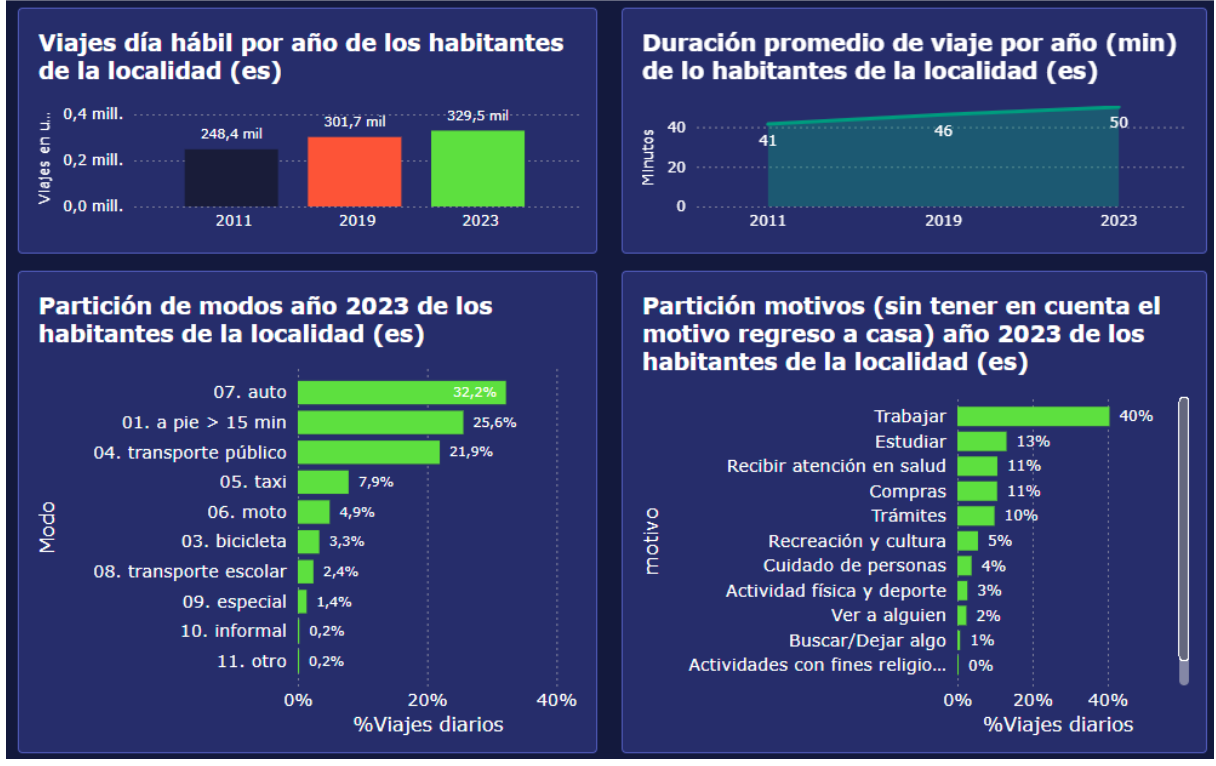 Viajes día hábil por año de los habitantes
de la localidad (es)
Viajes en u...
0,4 mill.
0,2 mill.
0,0 mill.
248,4 mil
301,7 mil
329,5 mil
2011
2019
2023
Duración promedio de viaje por año (min)
de lo habitantes de la localidad (es)
Minutos
40
20
0
41
46
50
2011
2019
2023
Partición de modos año 2023 de los
habitantes de la localidad (es)
Modo
07. auto 32,2%
01. a pie > 15 min 25,6%
04. transporte público 21,9%
05. taxi 7,9%
06. moto 4,9%
03. bicicleta 3,3%
08. transporte escolar 2,4%
09. especial 1,4%
10. informal 0,2%
11. otro 0,2%
0% 20% 40%
%Viajes diarios
Partición motivos (sin tener en cuenta el
motivo regreso a casa) año 2023 de los
habitantes de la localidad (es)
motivo
Trabajar 40%
Estudiar 13%
Recibir atención en salud 11%
Compras 11%
Trámites 10%
Recreación y cultura 5%
Cuidado de personas 4%
Actividad física y deporte 3%
Ver a alguien 2%
Buscar/Dejar algo 1%
Actividades con fines religio... 0%
0% 20% 40%
%Viajes diarios